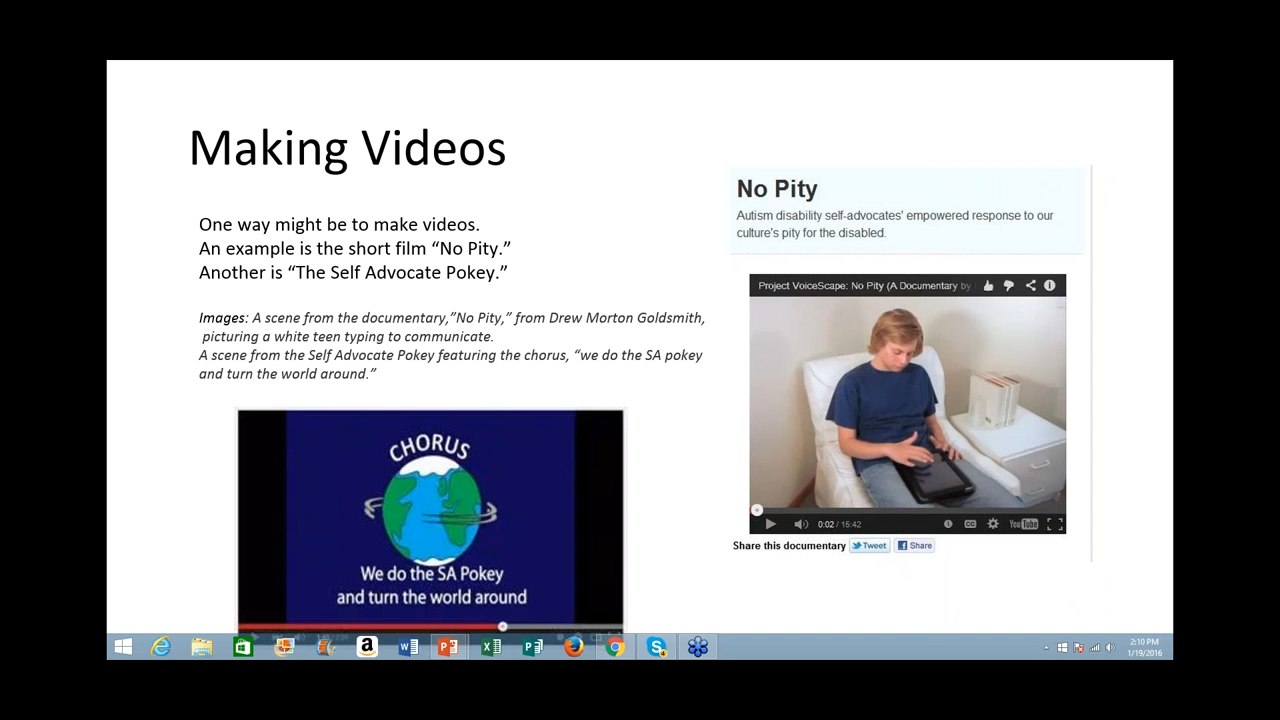 Making Videos
One way might be to make videos.
An example is the short film “No Pity.”
Another is “The Self Advocate Pokey.”
Images: A scene from the documentary,”No Pity,” from Drew Morton Goldsmith,
picturing a white teen typing to communicate.
A scene from the Self Advocate Pokey featuring the chorus, “we do the SA pokey
and turn the world around.”
CHORUS
We do the SA Pokey
and turn the world around
No Pity
Autism disability self-advocates' empowered response to our
culture's pity for the disabled.
Project VoiceScape: No Pity (A Documentary by
0:02 / 15:42
CC
YouTube
Share this documentary Tweet Share
2:10 PM
1/19/2016